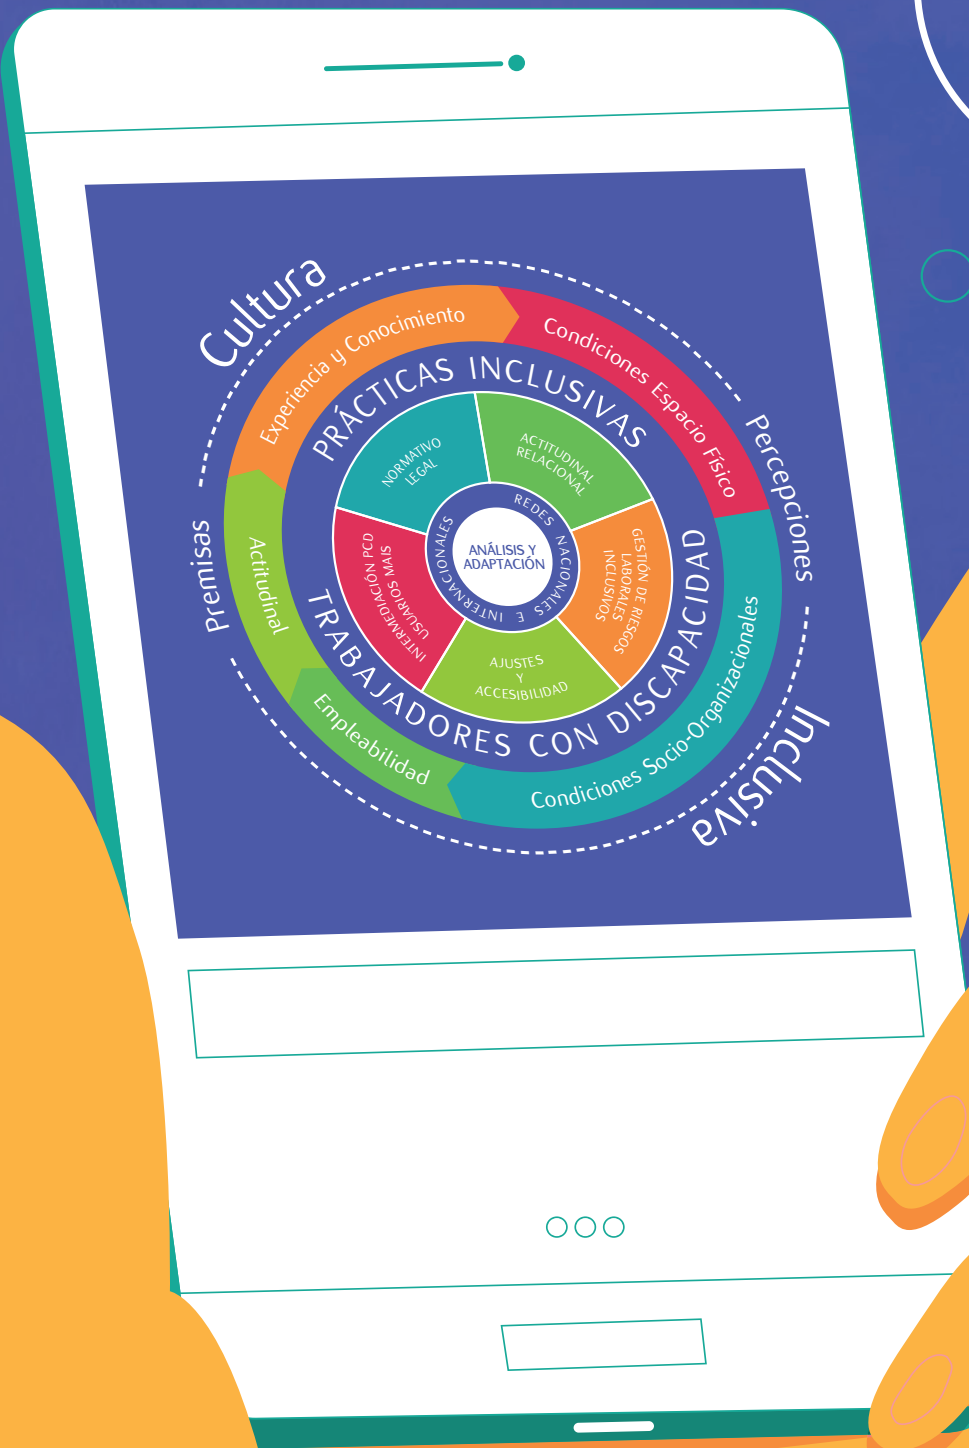 Cultura
Inclusiva
Premisas
Percepciones
Experiencia y Conocimiento
Condiciones Espacio Físico
Condiciones Socio-Organizacionales
Empleabilidad
Actitudinal
PRÁCTICAS INCLUSIVAS
TRABAJADORES CON DISCAPACIDAD
NORMATIVO
LEGAL
ACTITUDINAL
RELACIONAL
GESTIÓN DE RIESGOS
LABORALES
INCLUSIVOS
AJUSTES
Y
ACCESIBILIDAD
INTERMEDIACIÓN PCD
USUARIOS MAIS
REDES NACIONALES E INTERNACIONALES
ANÁLISIS Y
ADAPTACIÓN